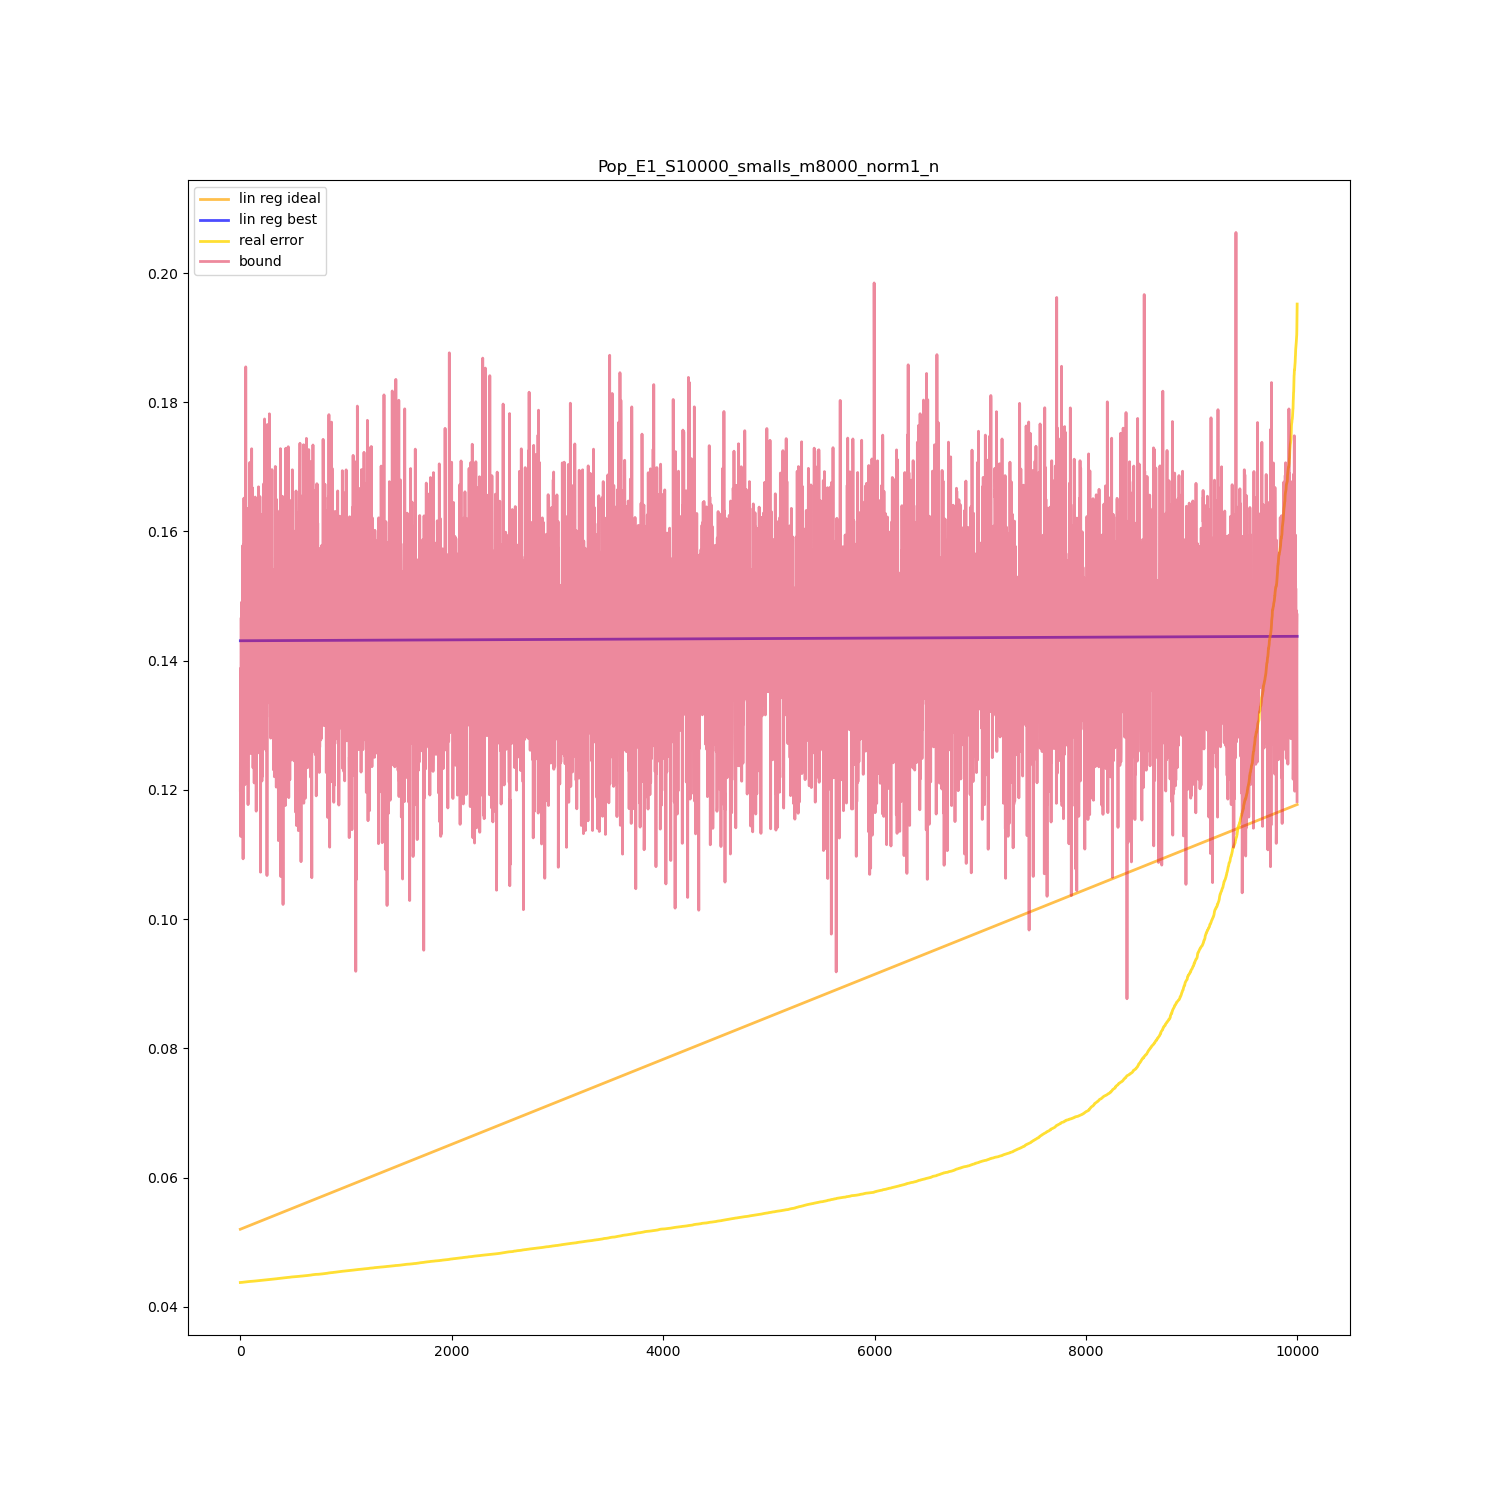 Pop_E1_S10000_smalls_m8000_norm1_n
lin reg ideal
lin reg best
real error
bound
0.20
0.18
0.16
0.14
0.12
0.10
0.08
0.06
0.04
0 2000 4000 6000 8000 10000